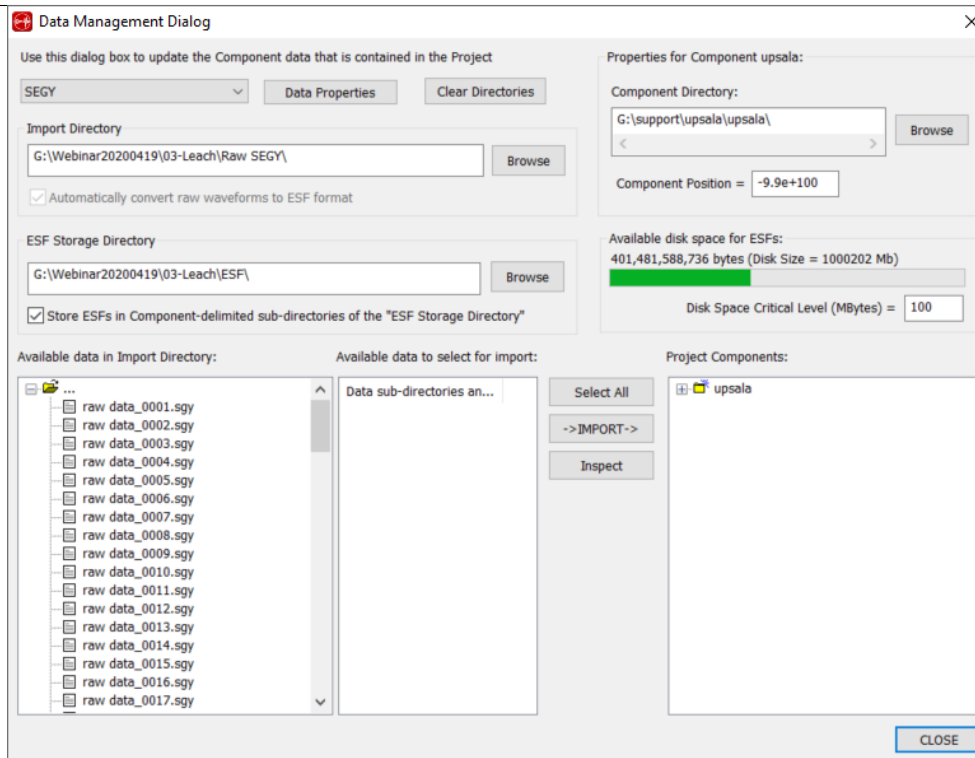 Data Management Dialog
Use this dialog box to update the Component data that is contained in the Project
SEGY
Data Properties
Clear Directories
Import Directory
G:\Webinar20200419\03-Leach\Raw SEGY\
Browse
Automatically convert raw waveforms to ESF format
ESF Storage Directory
G:\Webinar20200419\03-Leach\ESF\
Browse
Store ESFs in Component-delimited sub-directories of the "ESF Storage Directory"
Properties for Component upsala:
Component Directory:
G:\support\upsala\upsala\
Browse
Component Position =
-9.9e+100
Available disk space for ESFs:
401,481,588,736 bytes (Disk Size = 1000202 Mb)
Disk Space Critical Level (MBytes) =
100
Available data in Import Directory:
...
raw data_0001.sgy
raw data_0002.sgy
raw data_0003.sgy
raw data_0004.sgy
raw data_0005.sgy
raw data_0006.sgy
raw data_0007.sgy
raw data_0008.sgy
raw data_0009.sgy
raw data_0010.sgy
raw data_0011.sgy
raw data_0012.sgy
raw data_0013.sgy
raw data_0014.sgy
raw data_0015.sgy
raw data_0016.sgy
raw data_0017.sgy
Available data to select for import:
Data sub-directories an...
Select All
->IMPORT->
Inspect
Project Components:
upsala
CLOSE